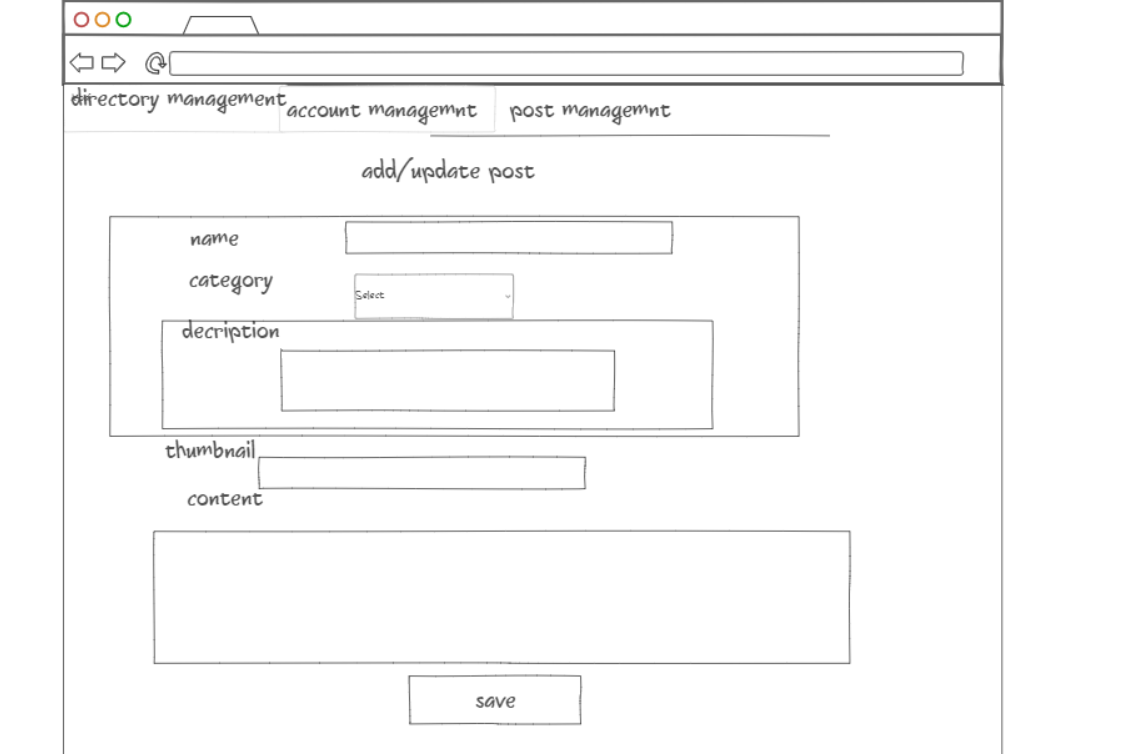 directory management
account managemnt
post managemnt
add/update post
name
category
Select
decription
thumbnail
content
save